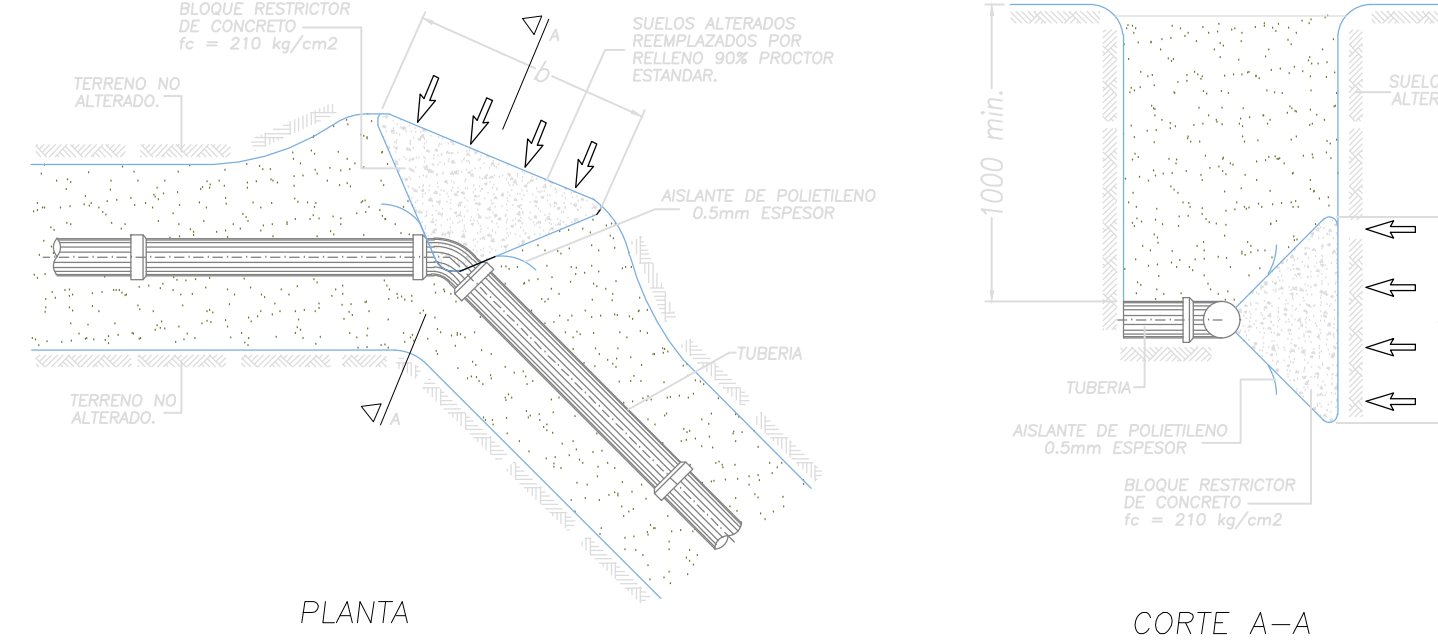 BLOQUE RESTRICTOR
DE CONCRETO
fc = 210 kg/cm2
A
SUELOS ALTERADOS
REEMPLAZADOS POR
RELLENO 90% PROCTOR
ESTANDAR.
b
TERRENO NO
ALTERADO.
AISLANTE DE POLIETILENO
0.5mm ESPESOR
TUBERIA
TERRENO NO
ALTERADO.
A
PLANTA
1000 min.
TUBERIA
AISLANTE DE POLIETILENO
0.5mm ESPESOR
BLOQUE RESTRICTOR
DE CONCRETO
fc = 210 kg/cm2
CORTE A-A